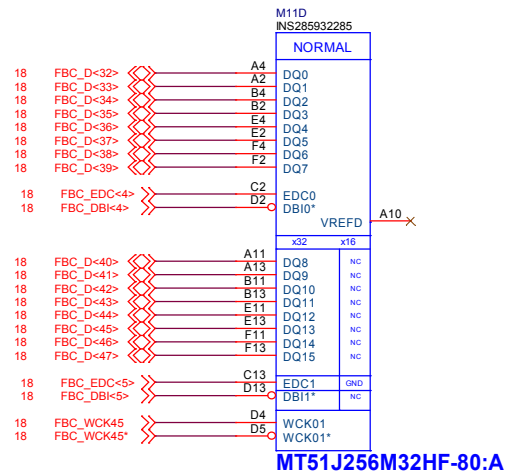 M11D
INS285932285
NORMAL
18 FBC_D<32> A4 DQ0
18 FBC_D<33> A2 DQ1
18 FBC_D<34> B4 DQ2
18 FBC_D<35> B2 DQ3
18 FBC_D<36> E4 DQ4
18 FBC_D<37> E2 DQ5
18 FBC_D<38> F4 DQ6
18 FBC_D<39> F2 DQ7
18 FBC_EDC<4> C2 EDC0
18 FBC_DBI<4> D2 DBI0*
VREFD A10
x32 x16
18 FBC_D<40> A11 DQ8 NC
18 FBC_D<41> A13 DQ9 NC
18 FBC_D<42> B11 DQ10 NC
18 FBC_D<43> B13 DQ11 NC
18 FBC_D<44> E11 DQ12 NC
18 FBC_D<45> E13 DQ13 NC
18 FBC_D<46> F11 DQ14 NC
18 FBC_D<47> F13 DQ15 NC
18 FBC_EDC<5> C13 EDC1 GND
18 FBC_DBI<5> D13 DBI1* NC
18 FBC_WCK45 D4 WCK01
18 FBC_WCK45* D5 WCK01*
MT51J256M32HF-80:A